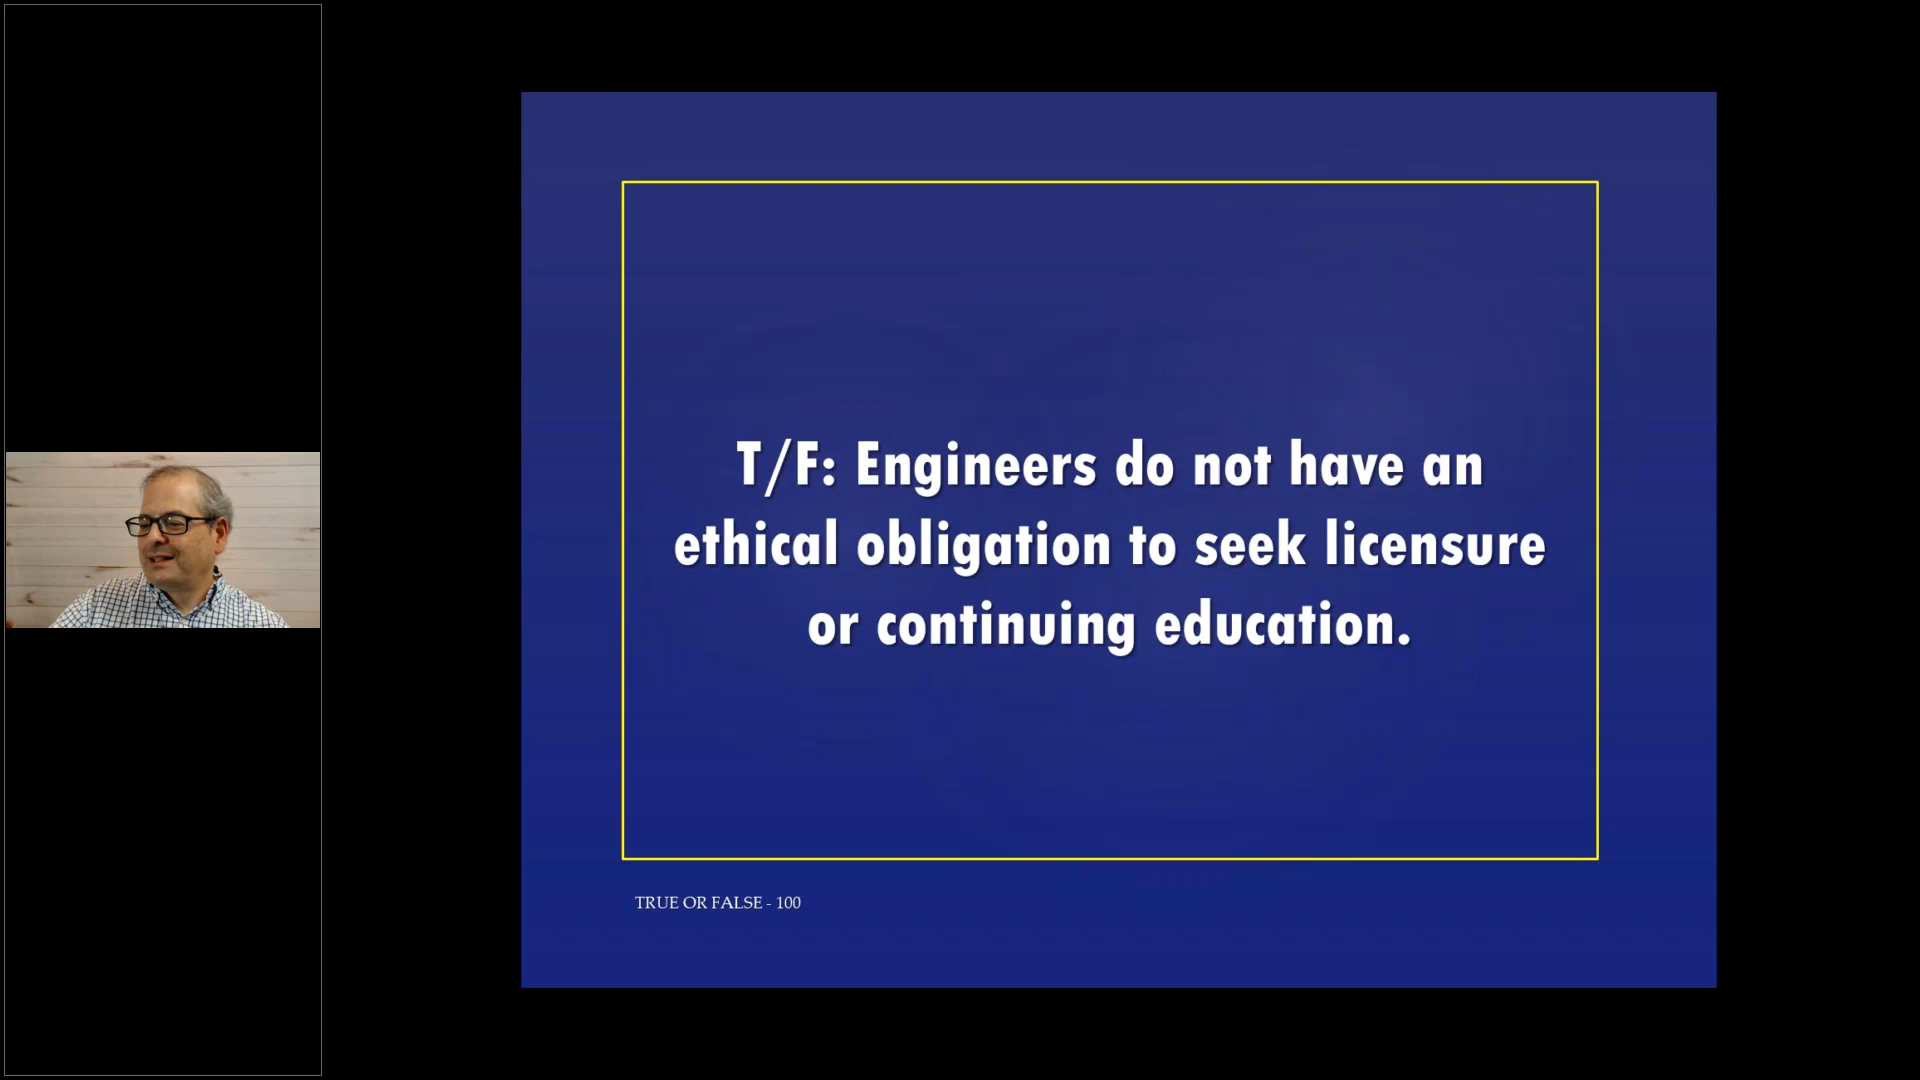 T/F: Engineers do not have an
ethical obligation to seek licensure
or continuing education.
TRUE OR FALSE - 100